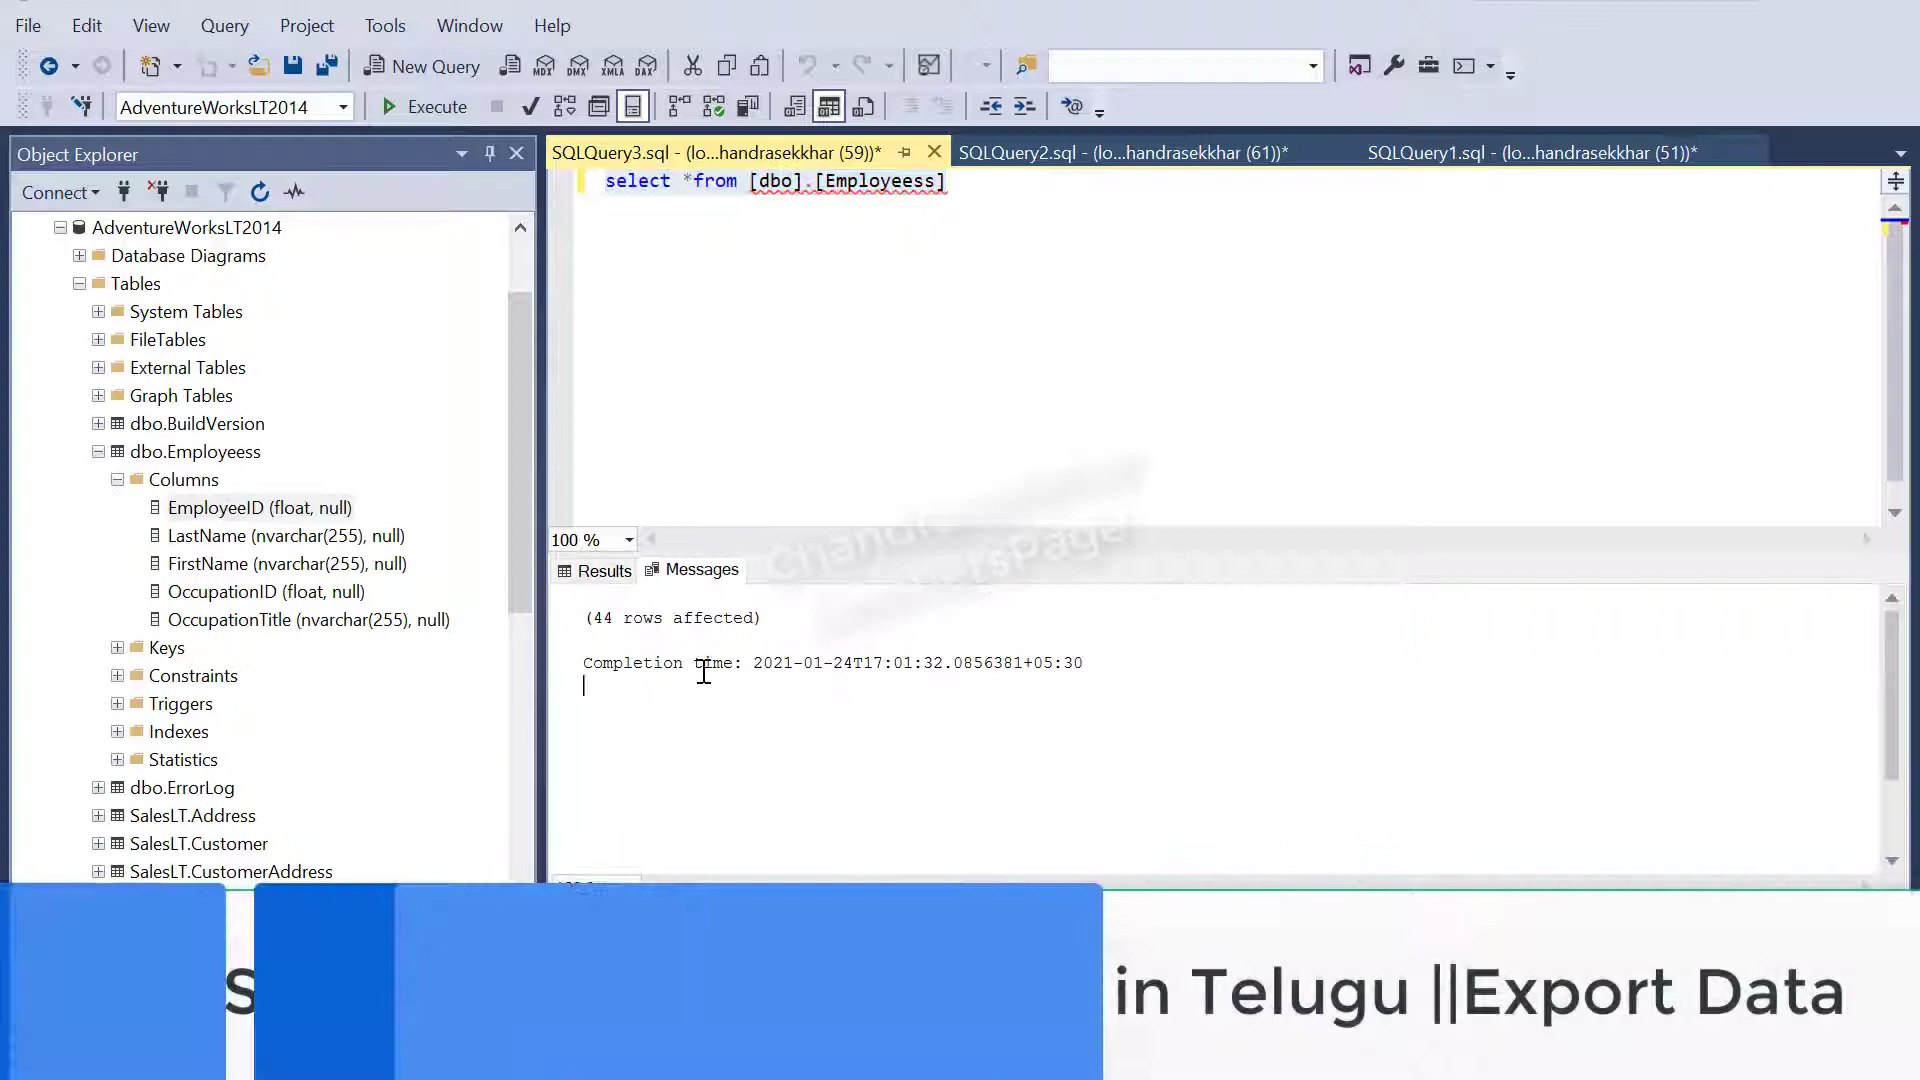 File Edit View Query Project Tools Window Help
New Query MDX DMX XMLA DAX
AdventureWorksLT2014 Execute
Object Explorer
Connect
AdventureWorksLT2014
Database Diagrams
Tables
System Tables
FileTables
External Tables
Graph Tables
dbo.BuildVersion
dbo.Employeess
Columns
EmployeeID (float, null)
LastName (nvarchar(255), null)
FirstName (nvarchar(255), null)
OccupationID (float, null)
OccupationTitle (nvarchar(255), null)
Keys
Constraints
Triggers
Indexes
Statistics
dbo.ErrorLog
SalesLT.Address
SalesLT.Customer
SalesLT.CustomerAddress
SQLQuery3.sql - (lo...handrasekkhar (59))* SQLQuery2.sql - (lo...handrasekkhar (61))* SQLQuery1.sql - (lo...handrasekkhar (51))*
select *from [dbo].[Employeess]
100 %
Results Messages
(44 rows affected)
Completion time: 2021-01-24T17:01:32.0856381+05:30
in Telugu ||Export Data